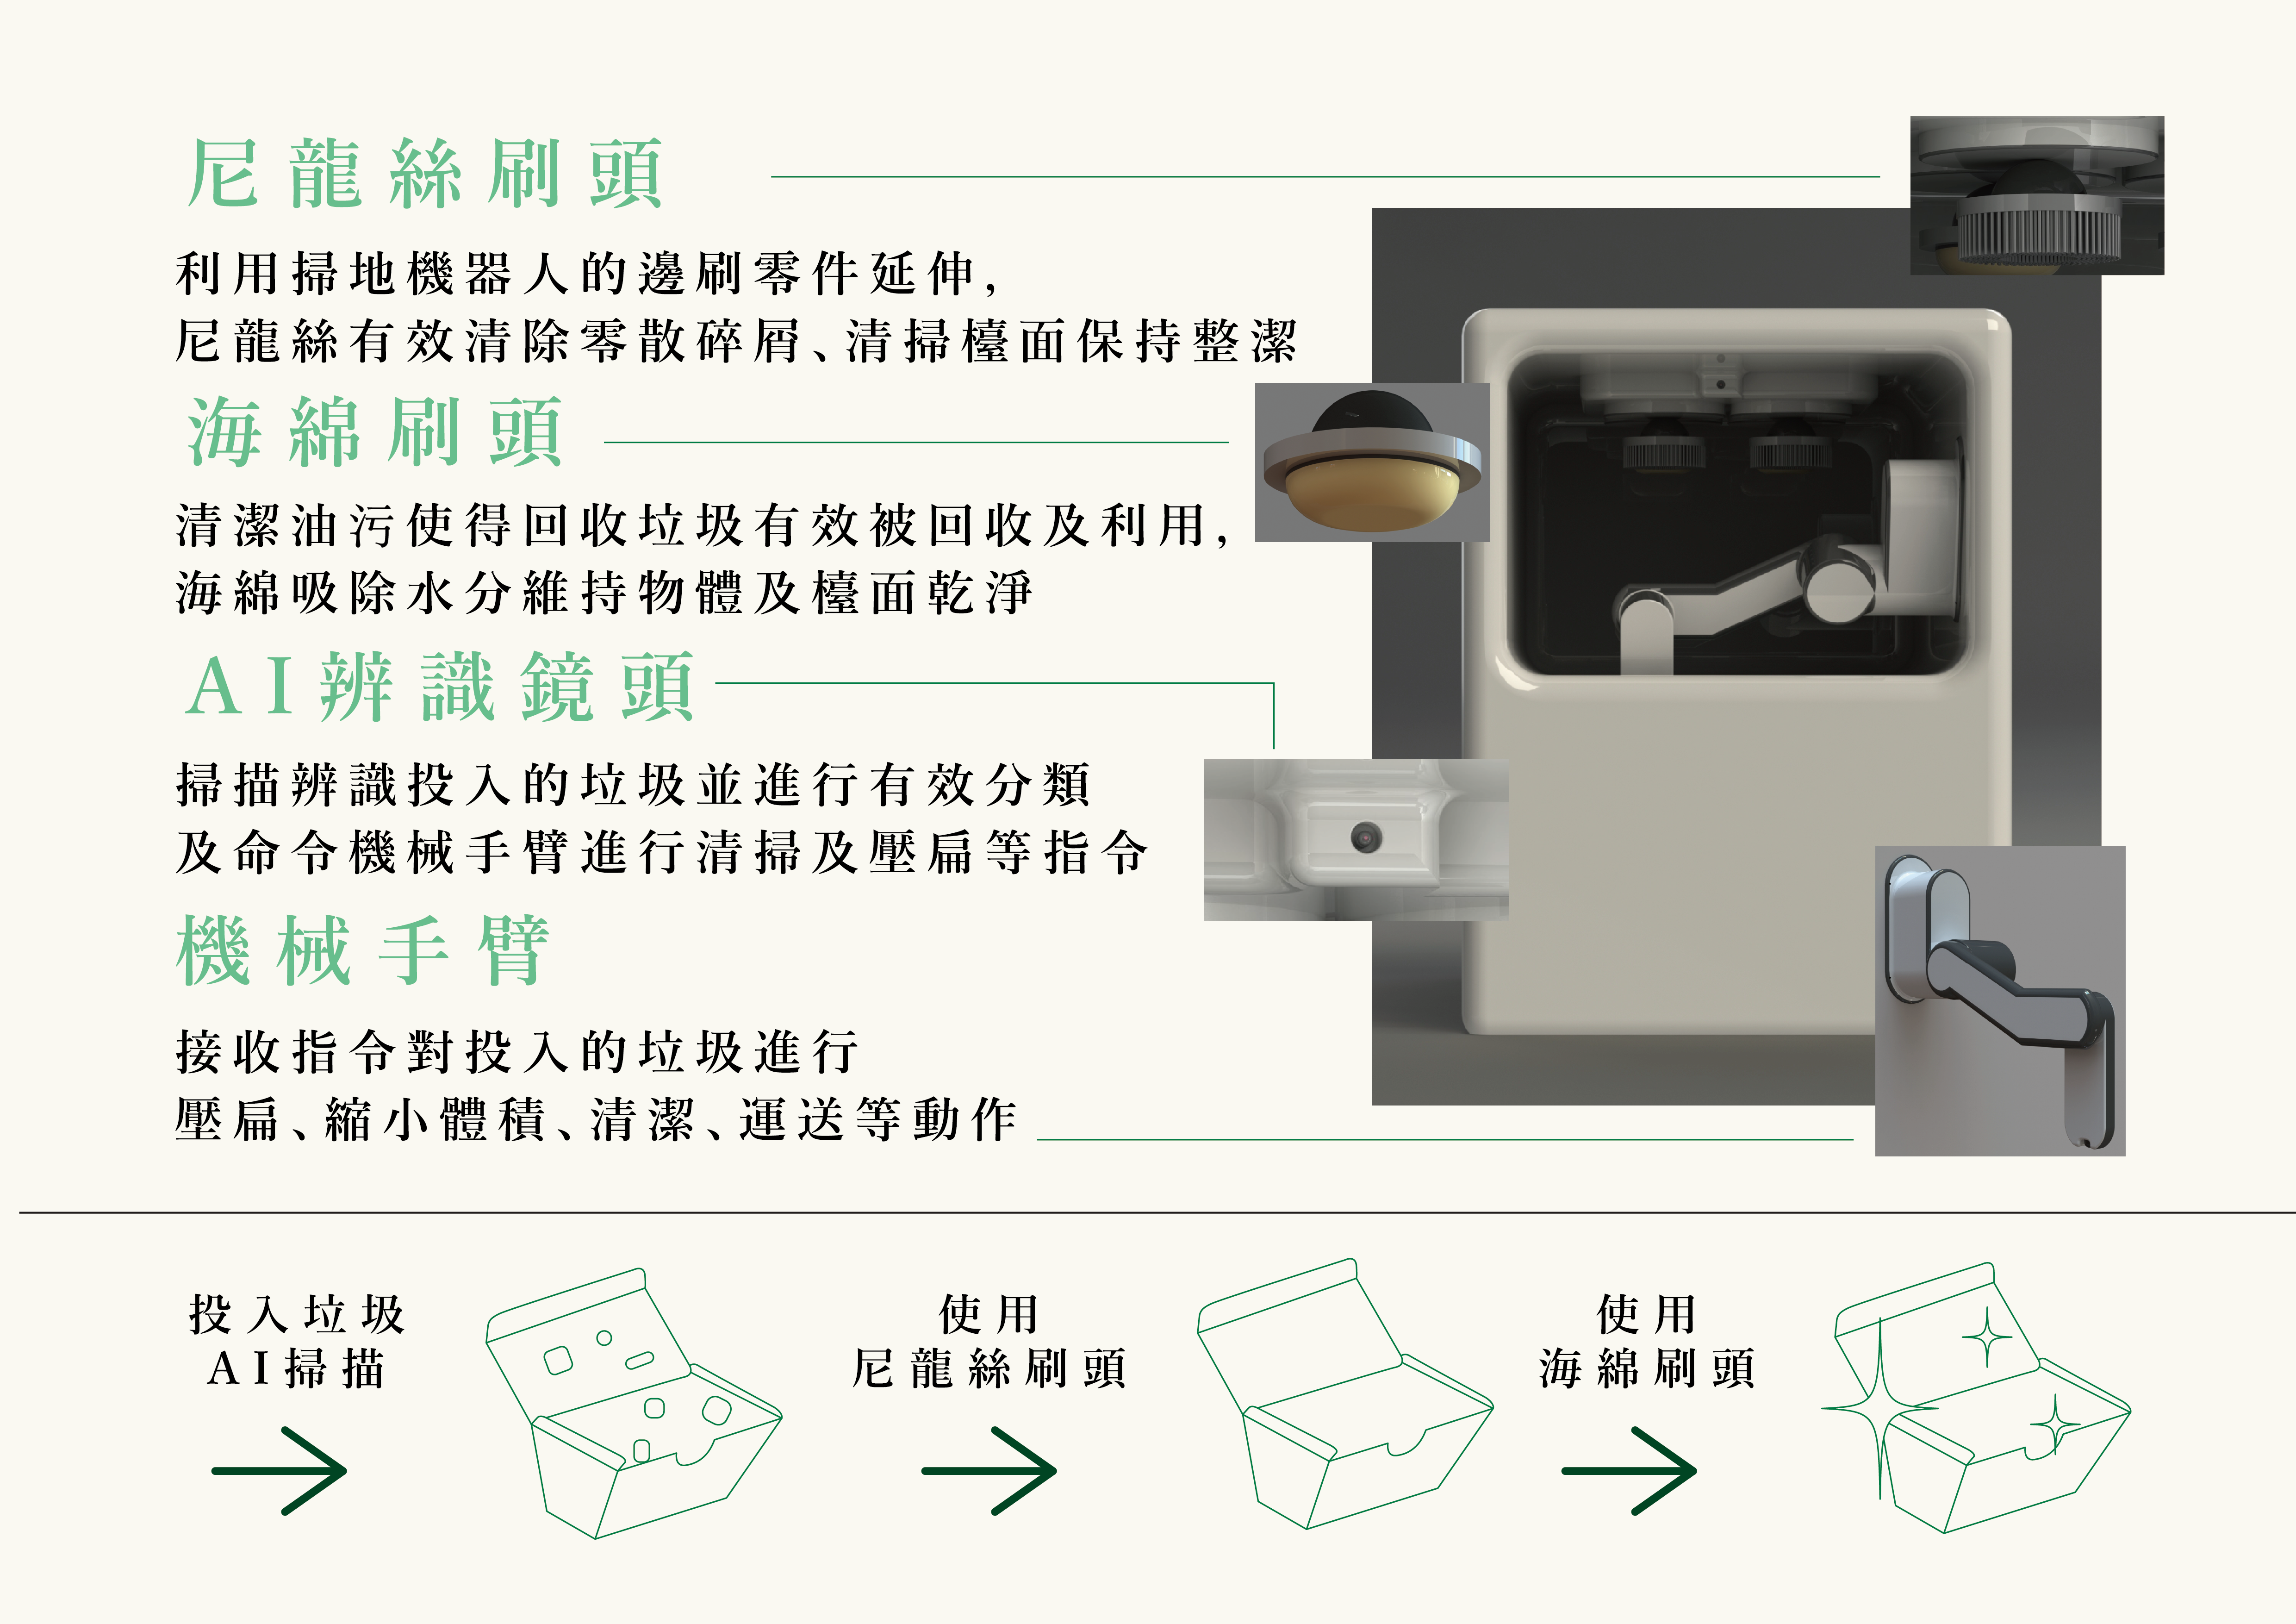 尼龍絲刷頭
利用掃地機器人的邊刷零件延伸，
尼龍絲有效清除零散碎屑、清掃檯面保持整潔
海綿刷頭
清潔油污使得回收垃圾有效被回收及利用，
海綿吸除水分維持物體及檯面乾淨
AI辨識鏡頭
掃描辨識投入的垃圾並進行有效分類
及命令機械手臂進行清掃及壓扁等指令
機械手臂
接收指令對投入的垃圾進行
壓扁、縮小體積、清潔、運送等動作
投入垃圾
AI掃描
使用
尼龍絲刷頭
使用
海綿刷頭